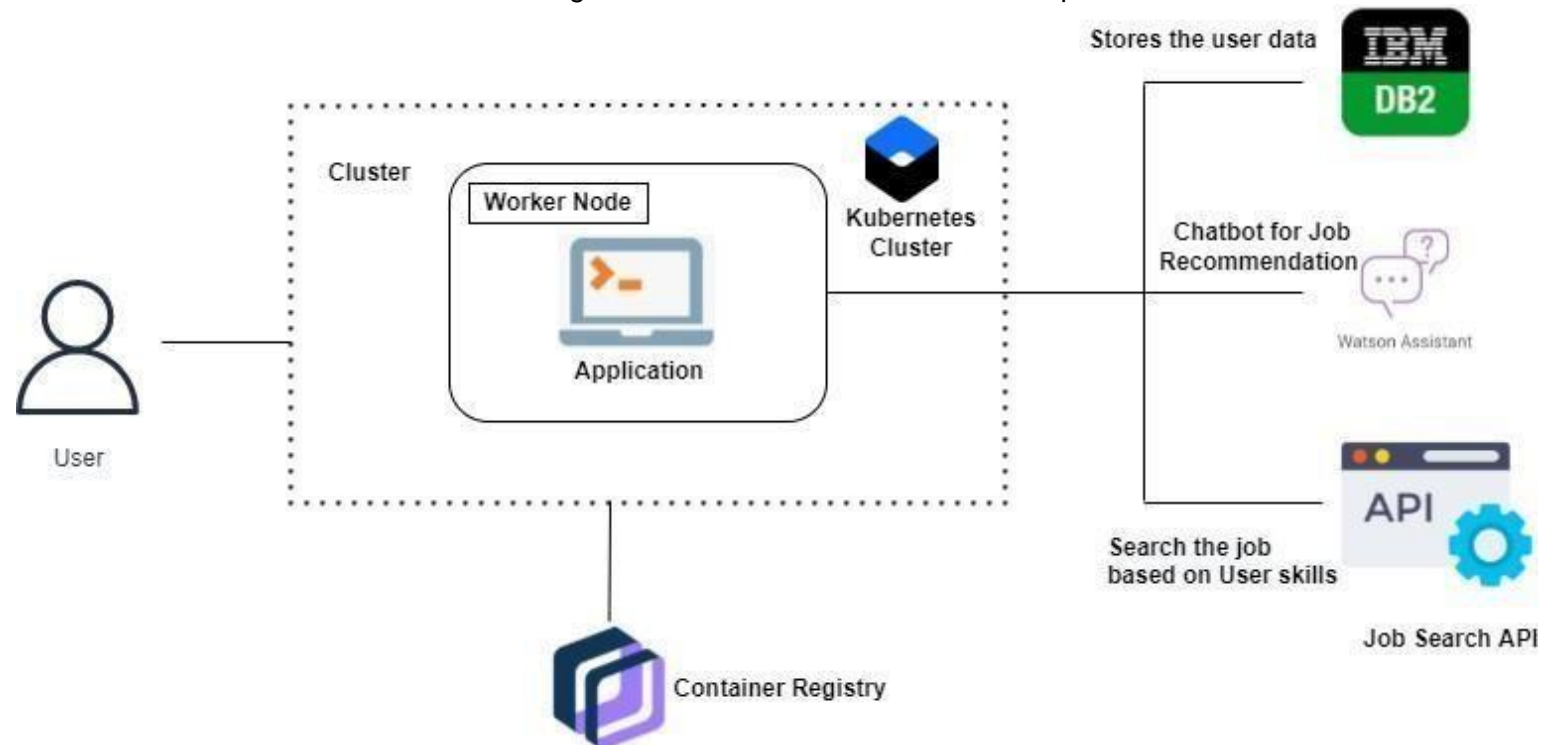 Stores the user data
IBM
DB2
Cluster
Worker Node
Kubernetes
Cluster
Application
User
Chatbot for Job
Recommendation
Watson Assistant
API
Search the job
based on User skills
Job Search API
Container Registry